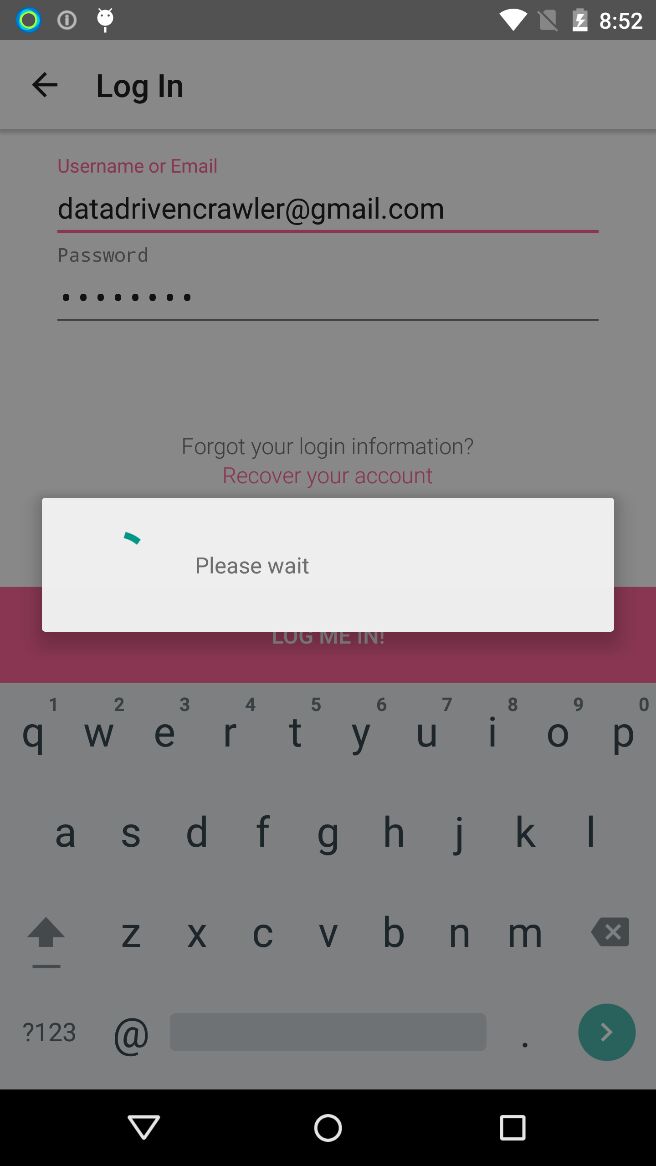 8:52
Log In
Username or Email
datadrivencrawler@gmail.com
Password
Forgot your login information?
Recover your account
Please wait
LOG ME IN!
1 2 3 4 5 6 7 8 9 0
q w e r t y u i o p
a s d f g h j k l
z x c v b n m
?123 @ .